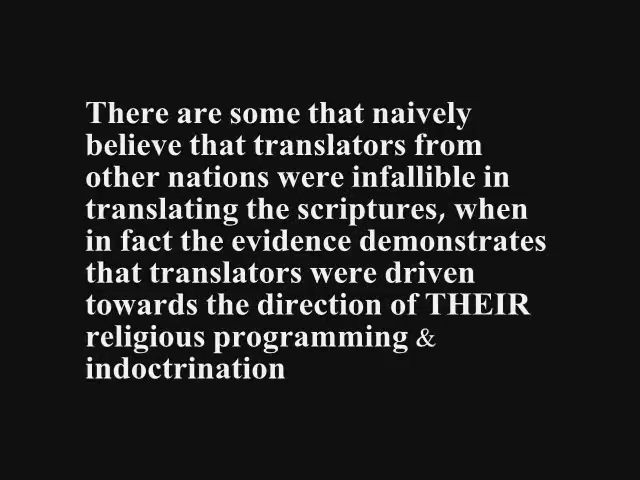 There are some that naively
believe that translators from
other nations were infallible in
translating the scriptures, when
in fact the evidence demonstrates
that translators were driven
towards the direction of THEIR
religious programming &
indoctrination